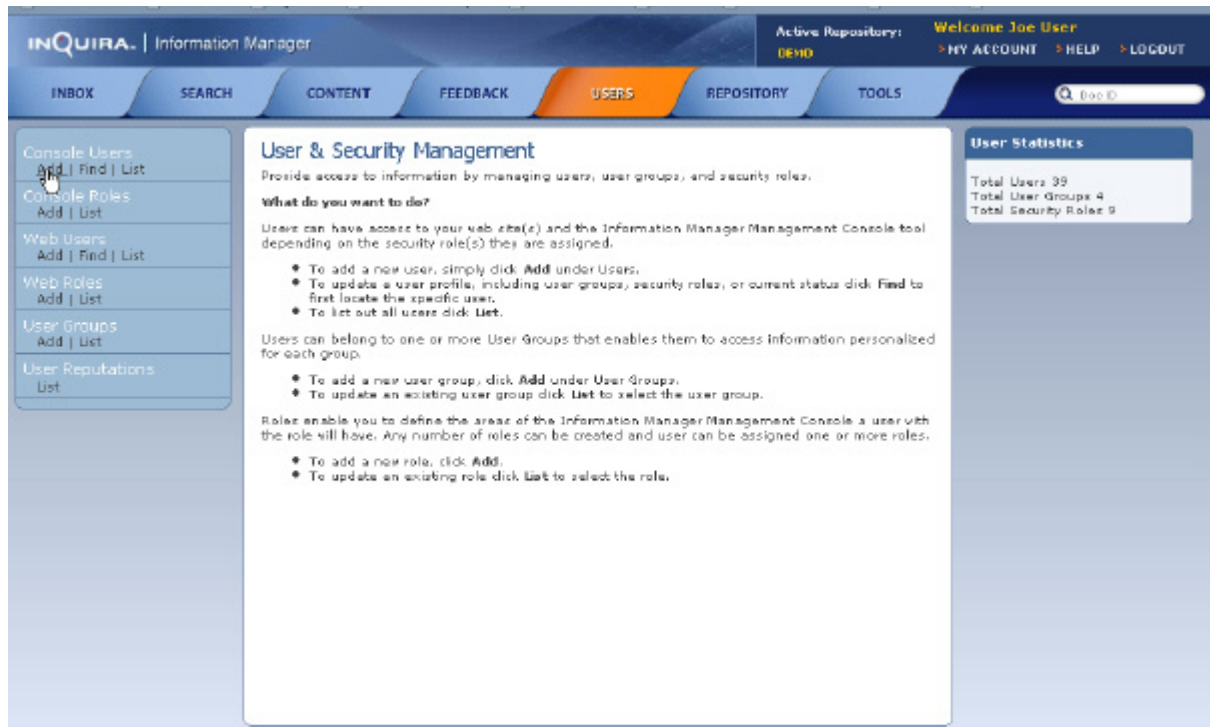 INQUIRA. | Information Manager
Active Repository:
DEMO
Welcome Joe User
MY ACCOUNT HELP LOGOUT
INBOX SEARCH CONTENT FEEDBACK USERS REPOSITORY TOOLS
Doc ID
Console Users
Add | Find | List
Console Roles
Add | List
Web Users
Add | Find | List
Web Roles
Add | List
User Groups
Add | List
User Reputations
List
User & Security Management
Provide access to information by managing users, user groups, and security roles.
What do you want to do?
Users can have access to your web site(s) and the Information Manager Management Console tool
depending on the security role(s) they are assigned.
• To add a new user, simply click Add under Users.
• To update a user profile, including user groups, security roles, or current status click Find to
first locate the specific user.
• To list out all users click List.
Users can belong to one or more User Groups that enables them to access information personalized
for each group.
• To add a new user group, click Add under User Groups.
• To update an existing user group click List to select the user group.
Roles enable you to define the areas of the Information Manager Management Console a user with
the role will have. Any number of roles can be created and user can be assigned one or more roles.
• To add a new role, click Add.
• To update an existing role click List to select the role.
User Statistics
Total Users 39
Total User Groups 4
Total Security Roles 9